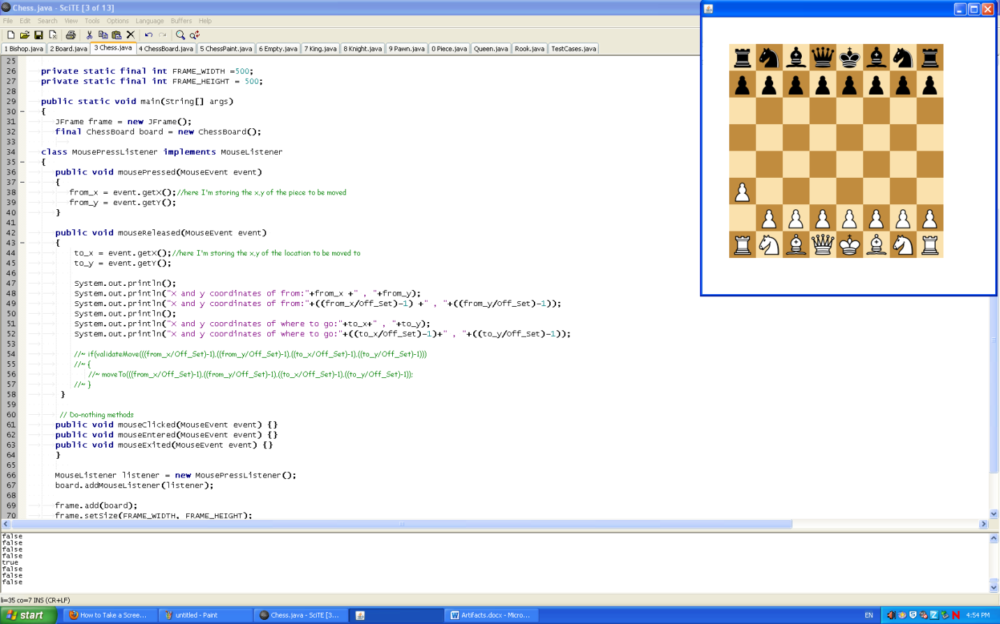 Chess.java - SciTE [3 of 13]
File Edit Search View Tools Options Language Buffers Help
1 Bishop.java 2 Board.java 3 Chess.java 4 ChessBoard.java 5 ChessPaint.java 6 Empty.java 7 King.java 8 Knight.java 9 Pawn.java 0 Piece.java Queen.java Rook.java TestCases.java
25
26 private static final int FRAME_WIDTH =500;
27 private static final int FRAME_HEIGHT = 500;
28
29 public static void main(String[] args)
30 {
31 JFrame frame = new JFrame();
32 final ChessBoard board = new ChessBoard();
33
34 class MousePressListener implements MouseListener
35 {
36 public void mousePressed(MouseEvent event)
37 {
38 from_x = event.getX();//here I'm storing the x,y of the piece to be moved
39 from_y = event.getY();
40 }
41
42 public void mouseReleased(MouseEvent event)
43 {
44 to_x = event.getX();//here I'm storing the x,y of the location to be moved to
45 to_y = event.getY();
46
47 System.out.println();
48 System.out.println("X and y coordinates of from:"+from_x +" , "+from_y);
49 System.out.println("X and y coordinates of from:"+((from_x/Off_Set)-1) +" , "+((from_y/Off_Set)-1));
50 System.out.println();
51 System.out.println("X and y coordinates of where to go:"+to_x+" , "+to_y);
52 System.out.println("X and y coordinates of where to go:"+((to_x/Off_Set)-1)+" , "+((to_y/Off_Set)-1));
53
54 //~ if(validateMove(((from_x/Off_Set)-1),((from_y/Off_Set)-1),((to_x/Off_Set)-1),((to_y/Off_Set)-1)))
55 //~ {
56 //~ moveTo(((from_x/Off_Set)-1),((from_y/Off_Set)-1),((to_x/Off_Set)-1),((to_y/Off_Set)-1));
57 //~ }
58 }
59
60 // Do-nothing methods
61 public void mouseClicked(MouseEvent event) {}
62 public void mouseEntered(MouseEvent event) {}
63 public void mouseExited(MouseEvent event) {}
64 }
65
66 MouseListener listener = new MousePressListener();
67 board.addMouseListener(listener);
68
69 frame.add(board);
70 frame.setSize(FRAME_WIDTH, FRAME_HEIGHT);
false
false
false
false
true
false
false
false
li=35 co=7 INS (CR+LF)
start How to Take a Scree... untitled - Paint Chess.java - SciTE [3... Artifacts.docx - Micro... EN 4:54 PM